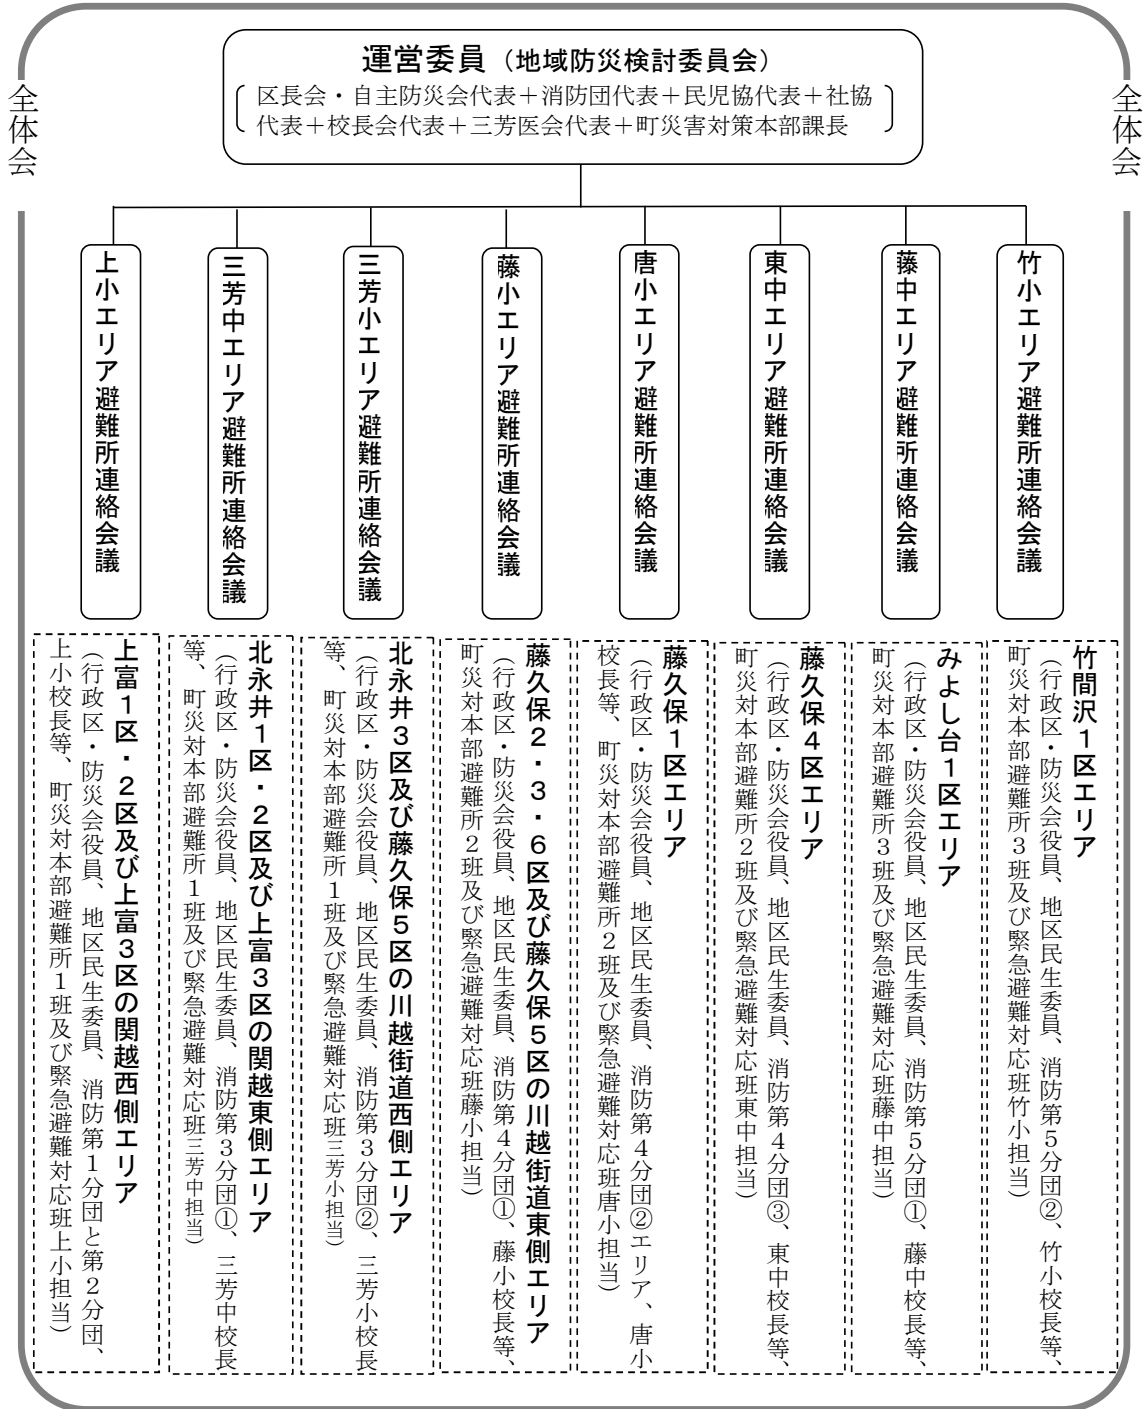 全体会
運営委員（地域防災検討委員会）
区長会・自主防災会代表＋消防団代表＋民児協代表＋社協
代表＋校長会代表＋三芳医会代表＋町災害対策本部課長
全体会
竹小エリア避難所連絡会議
藤中エリア避難所連絡会議
東中エリア避難所連絡会議
唐小エリア避難所連絡会議
藤小エリア避難所連絡会議
三芳小エリア避難所連絡会議
三芳中エリア避難所連絡会議
上小エリア避難所連絡会議
竹間沢１区エリア
（行政区・防災会役員、地区民生委員、消防第５分団②、竹小校長等、
町災対本部避難所３班及び緊急避難対応班竹小担当）
みよし台１区エリア
（行政区・防災会役員、地区民生委員、消防第５分団①、藤中校長等、
町災対本部避難所３班及び緊急避難対応班藤中担当）
藤久保４区エリア
（行政区・防災会役員、地区民生委員、消防第４分団③、東中校長等、
町災対本部避難所２班及び緊急避難対応班東中担当）
藤久保１区エリア
（行政区・防災会役員、地区民生委員、消防第４分団②エリア、唐小
校長等、町災対本部避難所２班及び緊急避難対応班唐小担当）
藤久保２・３・６区及び藤久保５区の川越街道東側エリア
（行政区・防災会役員、地区民生委員、消防第４分団①、藤小校長等、
町災対本部避難所２班及び緊急避難対応班藤小担当）
北永井３区及び藤久保５区の川越街道西側エリア
（行政区・防災会役員、地区民生委員、消防第３分団②、三芳小校長
等、町災対本部避難所１班及び緊急避難対応班三芳小担当）
北永井１区・２区及び上富３区の関越東側エリア
（行政区・防災会役員、地区民生委員、消防第３分団①、三芳中校長
等、町災対本部避難所１班及び緊急避難対応班三芳中担当）
上富１区・２区及び上富３区の関越西側エリア
（行政区・防災会役員、地区民生委員、消防第１分団と第２分団、
上小校長等、町災対本部避難所１班及び緊急避難対応班上小担当）